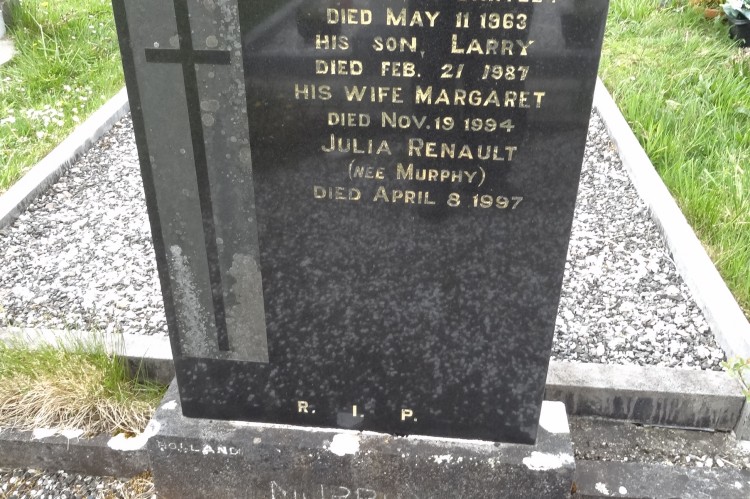 DIED MAY 11 1963
HIS SON, LARRY
DIED FEB. 21 1987
HIS WIFE MARGARET
DIED NOV. 19 1994
JULIA RENAULT
(NEE MURPHY)
DIED APRIL 8 1997
R. I. P.
HOLLAND